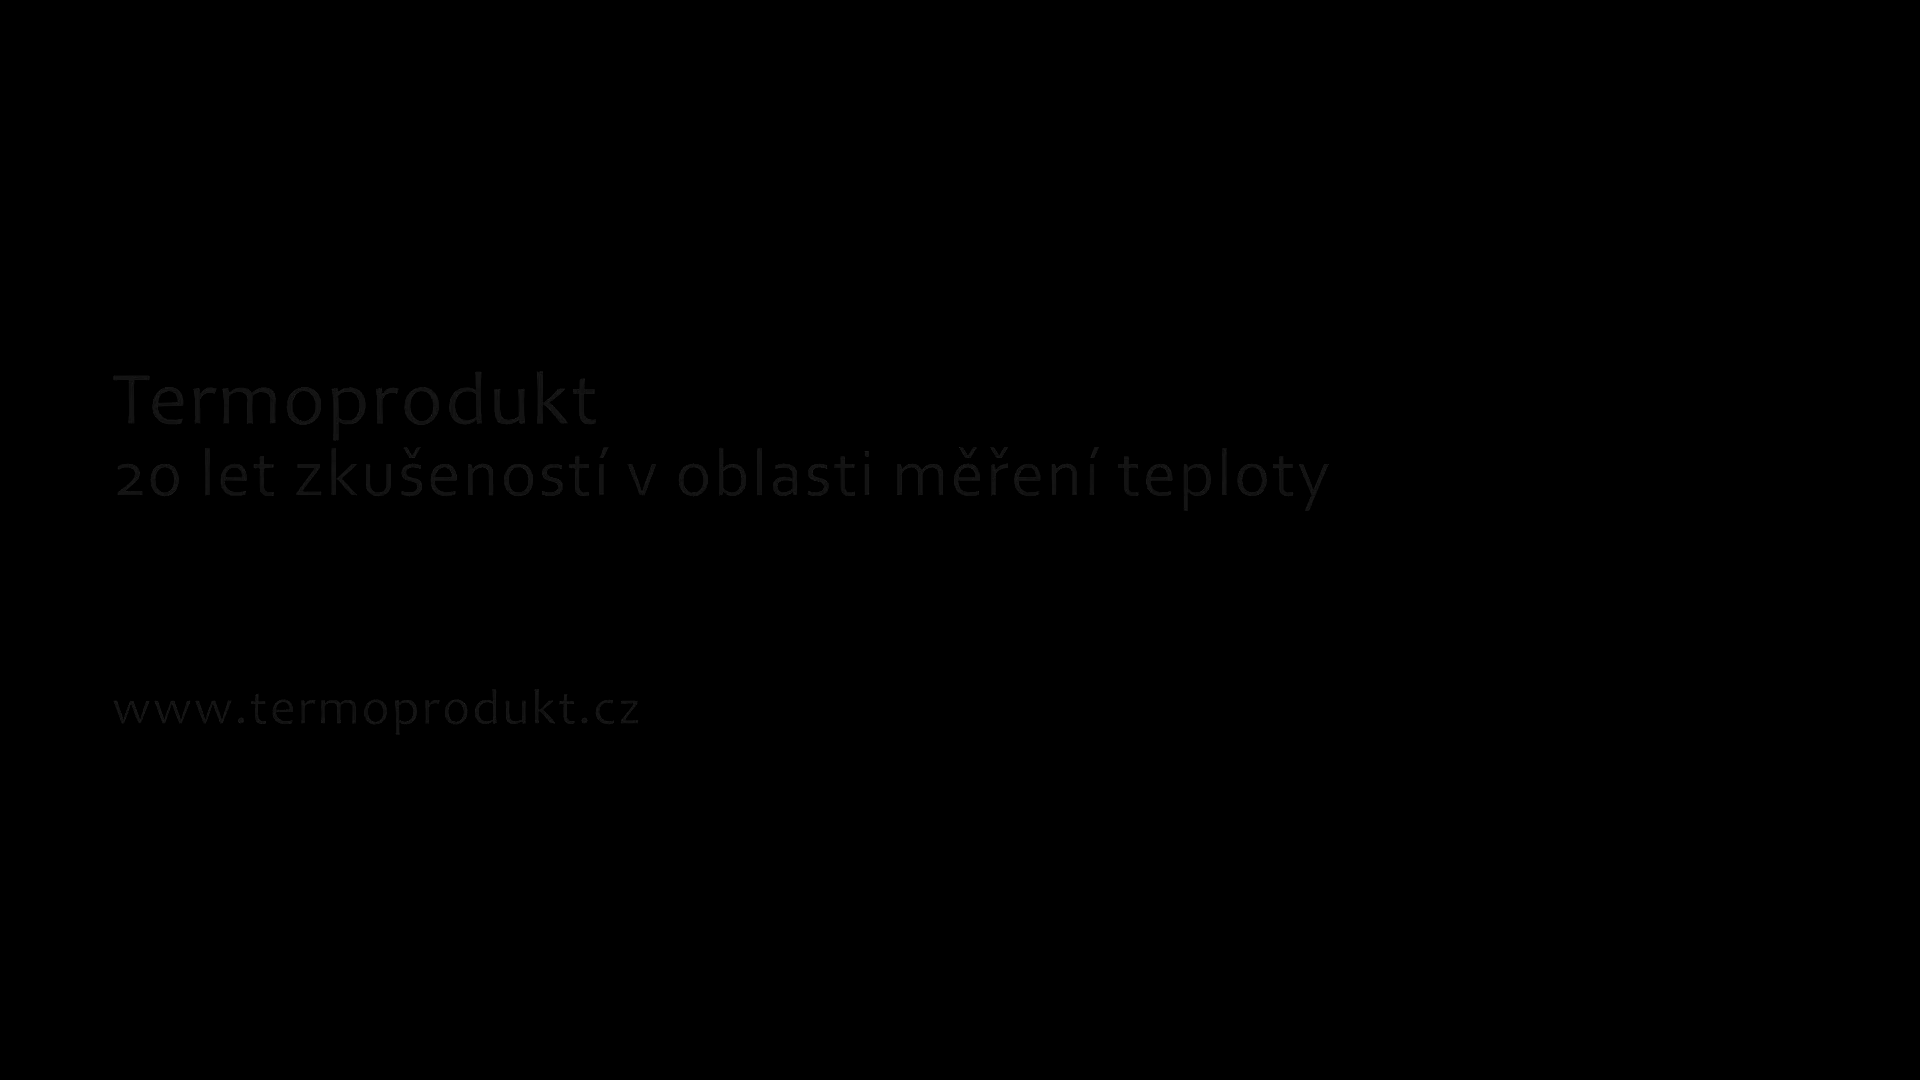 Termoprodukt
20 let zkušeností v oblasti měření teploty
www.termoprodukt.cz